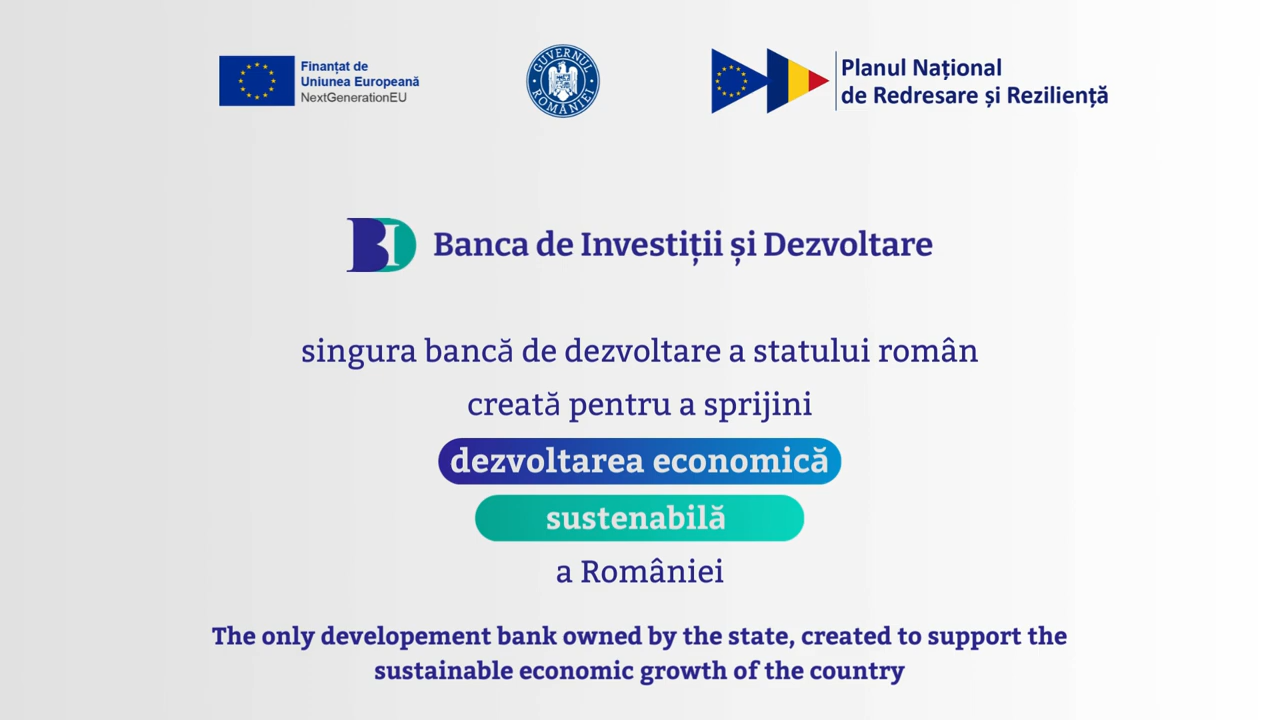 Finanțat de
Uniunea Europeană
NextGenerationEU
GUVERNUL
ROMÂNIEI
Planul Național
de Redresare și Reziliență
BID
Banca de Investiții și Dezvoltare
singura bancă de dezvoltare a statului român
creată pentru a sprijini
dezvoltarea economică
sustenabilă
a României
The only developement bank owned by the state, created to support the
sustainable economic growth of the country